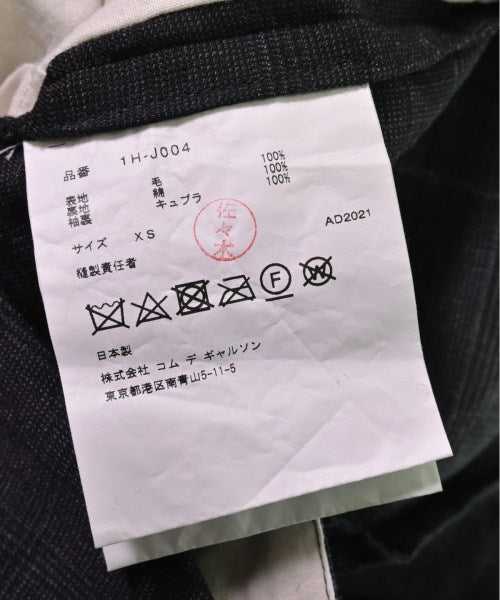 品番 1H-J004
表地 毛 100%
裏地 綿 100%
袖裏 キュプラ 100%
サイズ XS
AD2021
縫製責任者
佐々木
F W
日本製
株式会社 コム デ ギャルソン
東京都港区南青山5-11-5